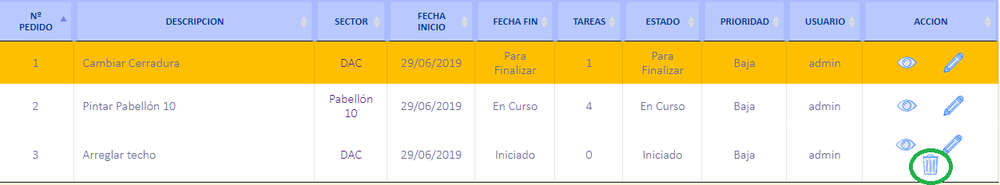 Nº PEDIDO DESCRIPCION SECTOR FECHA INICIO FECHA FIN TAREAS ESTADO PRIORIDAD USUARIO ACCION
1 Cambiar Cerradura DAC 29/06/2019 Para Finalizar 1 Para Finalizar Baja admin
2 Pintar Pabellón 10 Pabellón 10 29/06/2019 En Curso 4 En Curso Baja admin
3 Arreglar techo DAC 29/06/2019 Iniciado 0 Iniciado Baja admin